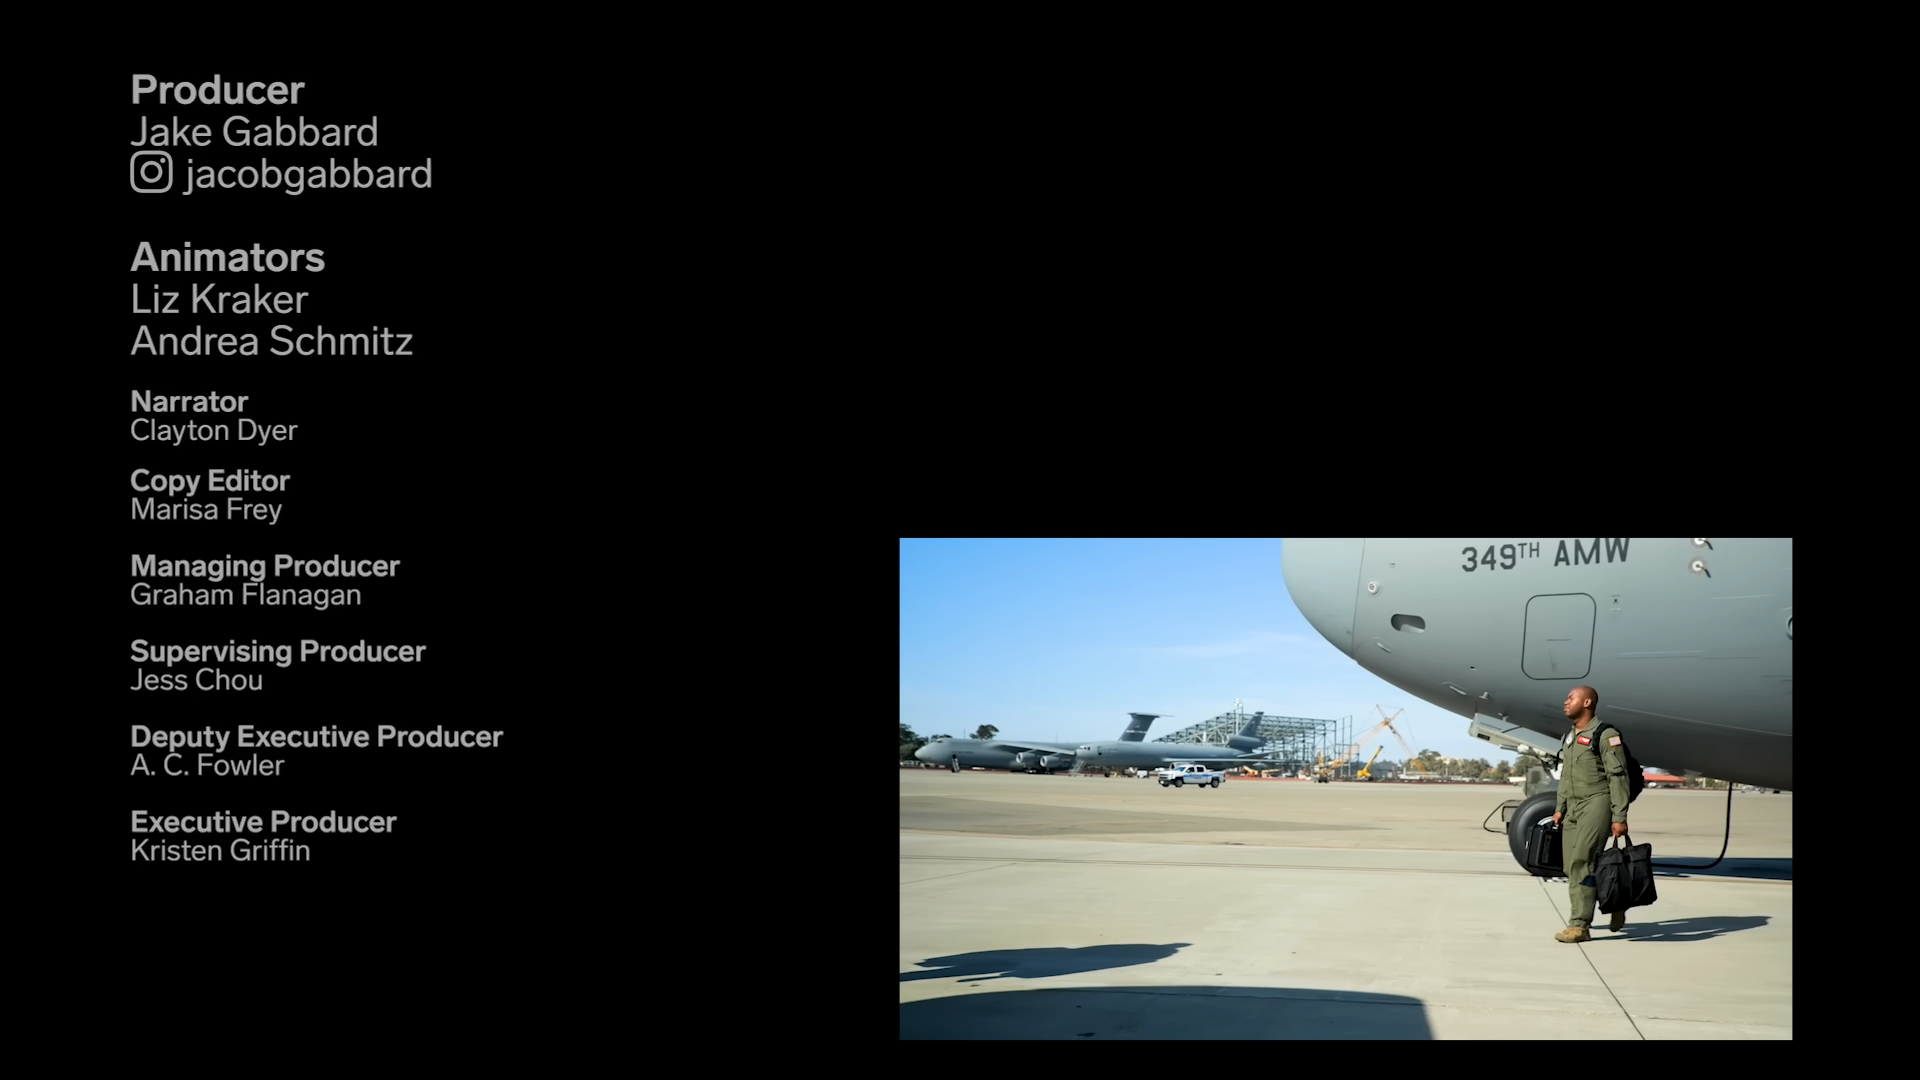 Producer
Jake Gabbard
jacobgabbard
Animators
Liz Kraker
Andrea Schmitz
Narrator
Clayton Dyer
Copy Editor
Marisa Frey
Managing Producer
Graham Flanagan
Supervising Producer
Jess Chou
Deputy Executive Producer
A. C. Fowler
Executive Producer
Kristen Griffin
349TH AMW